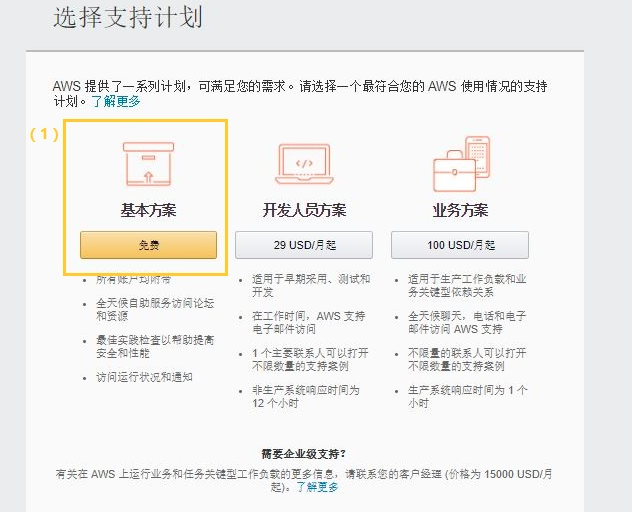 选择支持计划
AWS 提供了一系列计划，可满足您的需求。请选择一个最符合您的 AWS 使用情况的支持
计划。了解更多
（1）
</>
基本方案
开发人员方案
业务方案
免费
29 USD/月起
100 USD/月起
所有账户均附带
全天候自助服务访问论坛
和资源
最佳实践检查以帮助提高
安全和性能
访问运行状况和通知
适用于早期采用、测试和
开发
在工作时间，AWS 支持
电子邮件访问
1 个主要联系人可以打开
不限数量的支持案例
非生产系统响应时间为
12 个小时
适用于生产工作负载和业
务关键型依赖关系
全天候聊天，电话和电子
邮件访问 AWS 支持
不限量的联系人可以打开
不限数量的支持案例
生产系统响应时间为 1 个
小时
需要企业级支持？
有关在 AWS 上运行业务和任务关键型工作负载的更多信息，请联系您的客户经理 (价格为 15000 USD/月
起)。了解更多